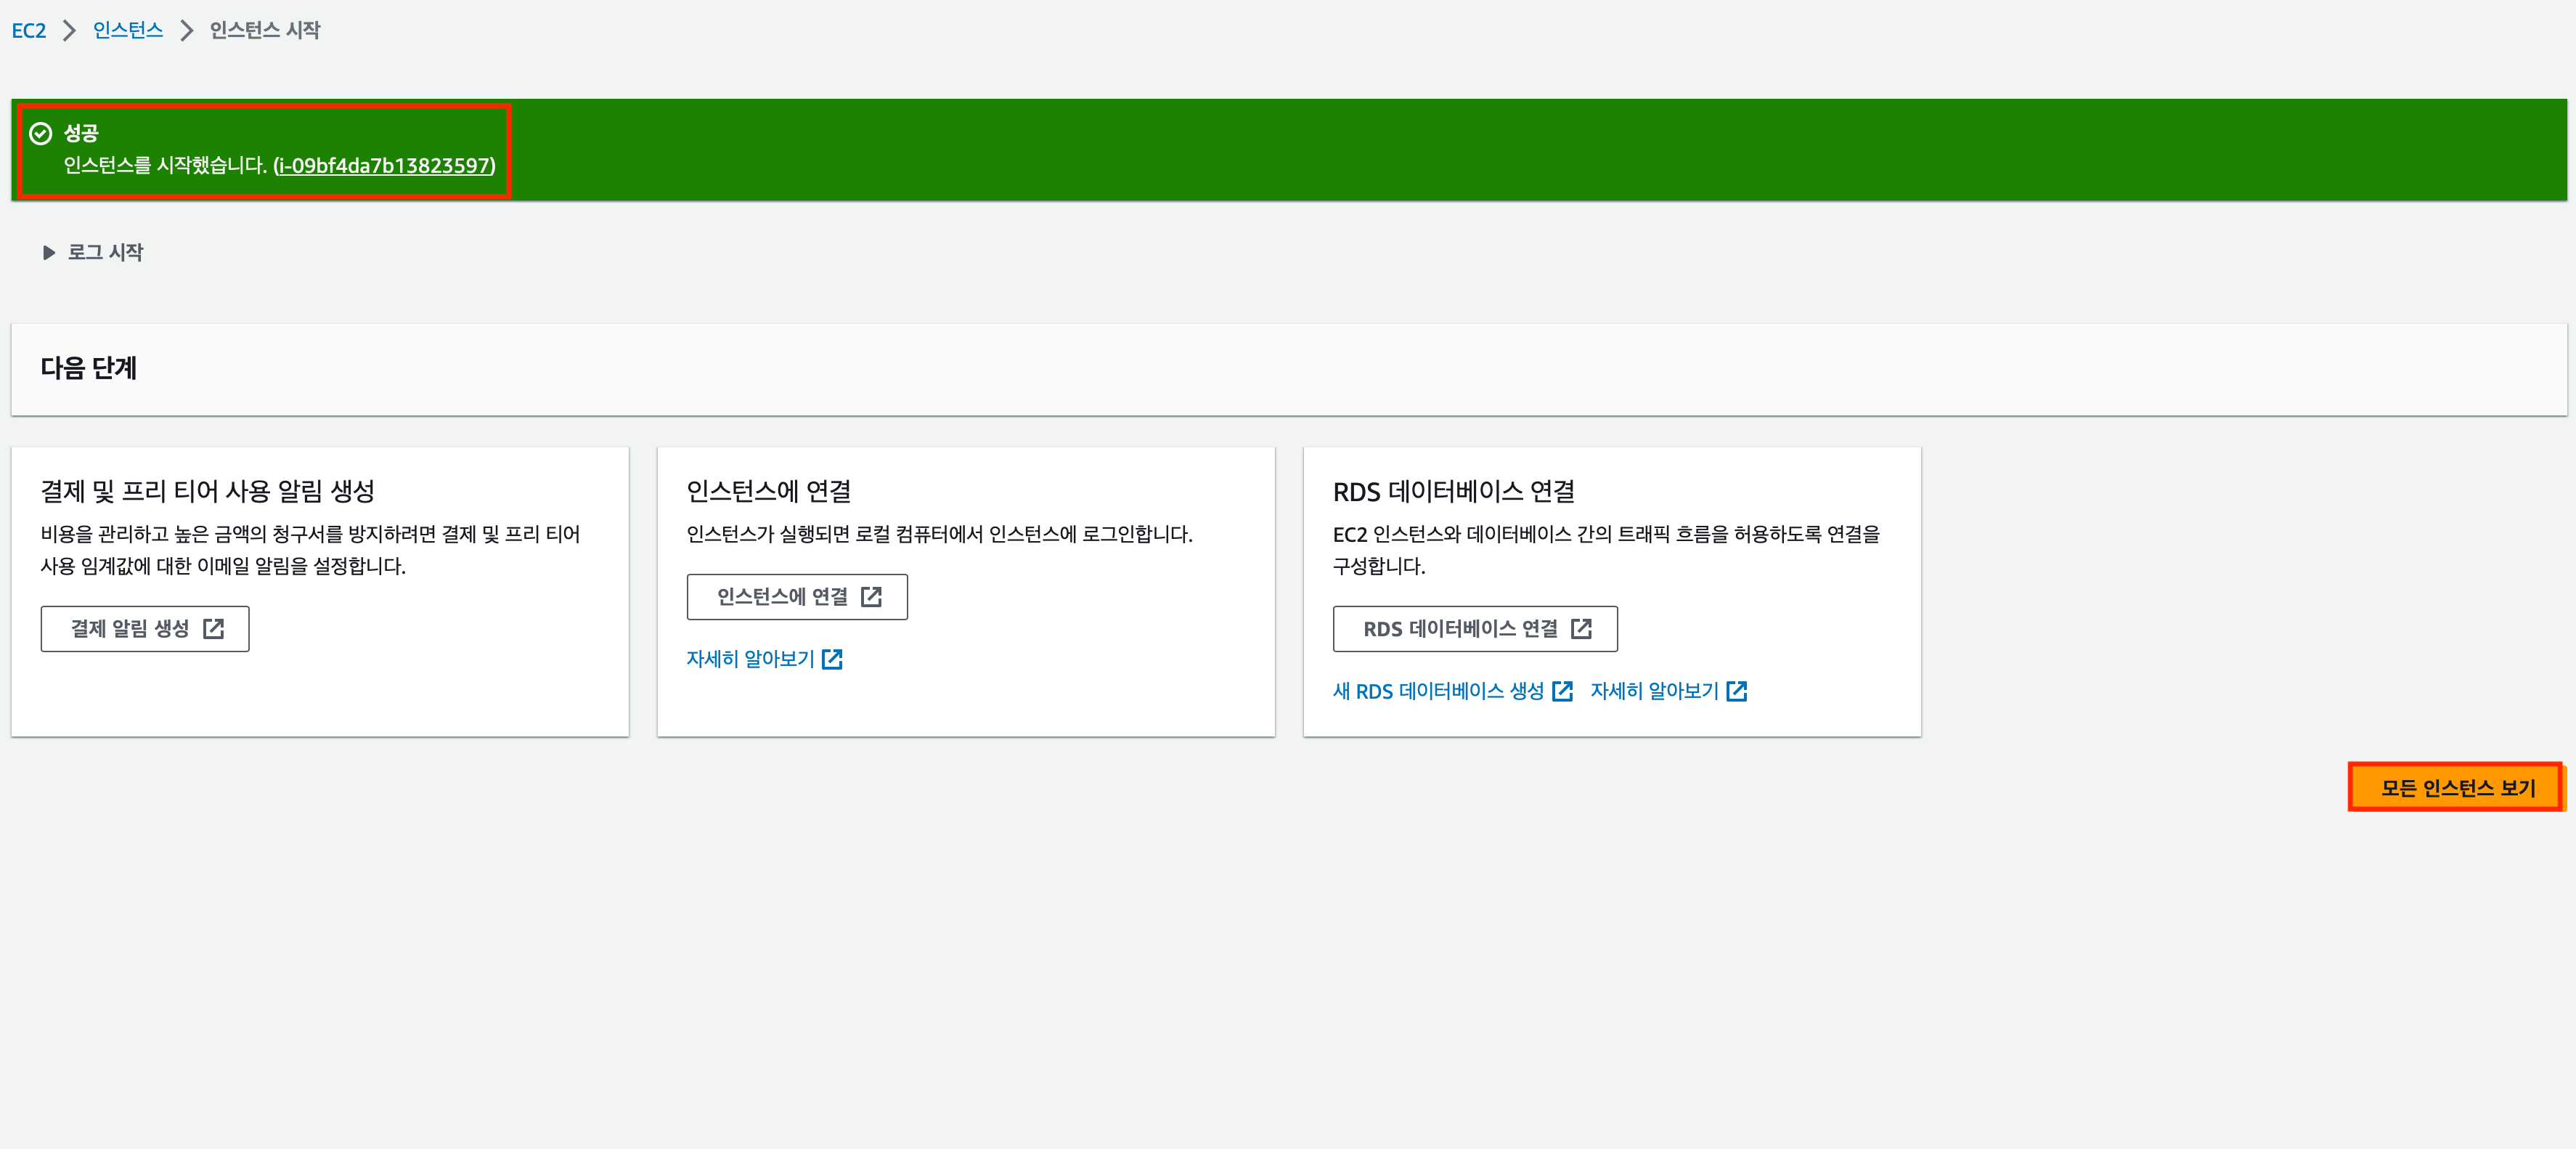 EC2 > 인스턴스 > 인스턴스 시작
성공
인스턴스를 시작했습니다. (i-09bf4da7b13823597)
로그 시작
다음 단계
결제 및 프리 티어 사용 알림 생성
비용을 관리하고 높은 금액의 청구서를 방지하려면 결제 및 프리 티어
사용 임계값에 대한 이메일 알림을 설정합니다.
결제 알림 생성
인스턴스에 연결
인스턴스가 실행되면 로컬 컴퓨터에서 인스턴스에 로그인합니다.
인스턴스에 연결
자세히 알아보기
RDS 데이터베이스 연결
EC2 인스턴스와 데이터베이스 간의 트래픽 흐름을 허용하도록 연결을
구성합니다.
RDS 데이터베이스 연결
새 RDS 데이터베이스 생성 자세히 알아보기
모든 인스턴스 보기